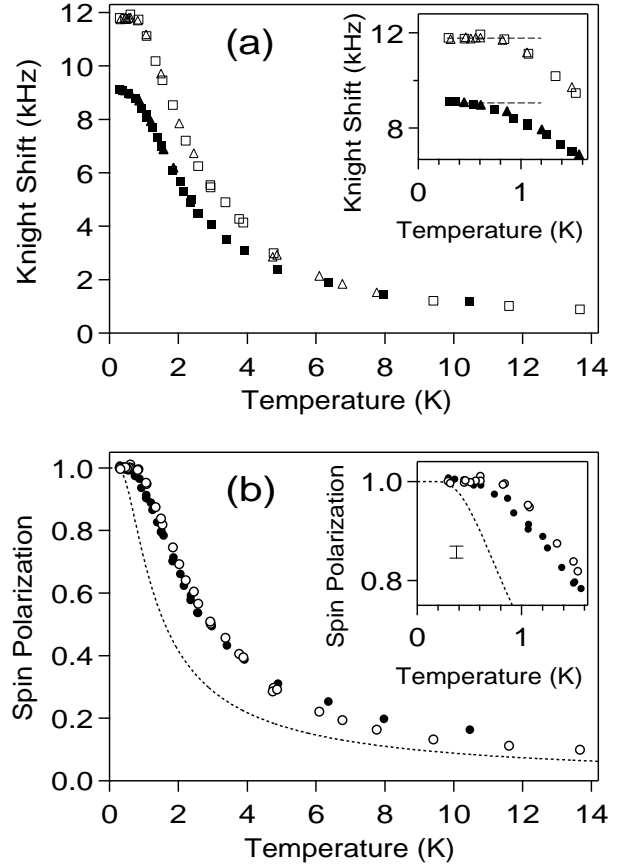 (a)
Knight Shift (kHz)
12
10
8
6
4
2
0
0 2 4 6 8 10 12 14
Temperature (K)
Knight Shift (kHz)
12
8
0 1
Temperature (K)
(b)
Spin Polarization
1.0
0.8
0.6
0.4
0.2
0.0
0 2 4 6 8 10 12 14
Temperature (K)
Spin Polarization
1.0
0.8
0 1
Temperature (K)